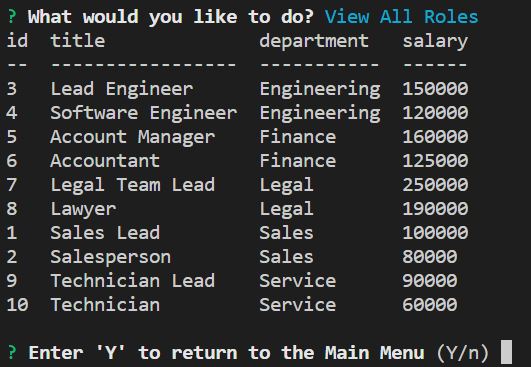 ? What would you like to do? View All Roles
id  title              department   salary
--  -----------------  -----------  ------
3   Lead Engineer      Engineering  150000
4   Software Engineer  Engineering  120000
5   Account Manager    Finance      160000
6   Accountant         Finance      125000
7   Legal Team Lead    Legal        250000
8   Lawyer             Legal        190000
1   Sales Lead         Sales        100000
2   Salesperson        Sales        80000
9   Technician Lead    Service      90000
10  Technician         Service      60000
? Enter 'Y' to return to the Main Menu (Y/n)